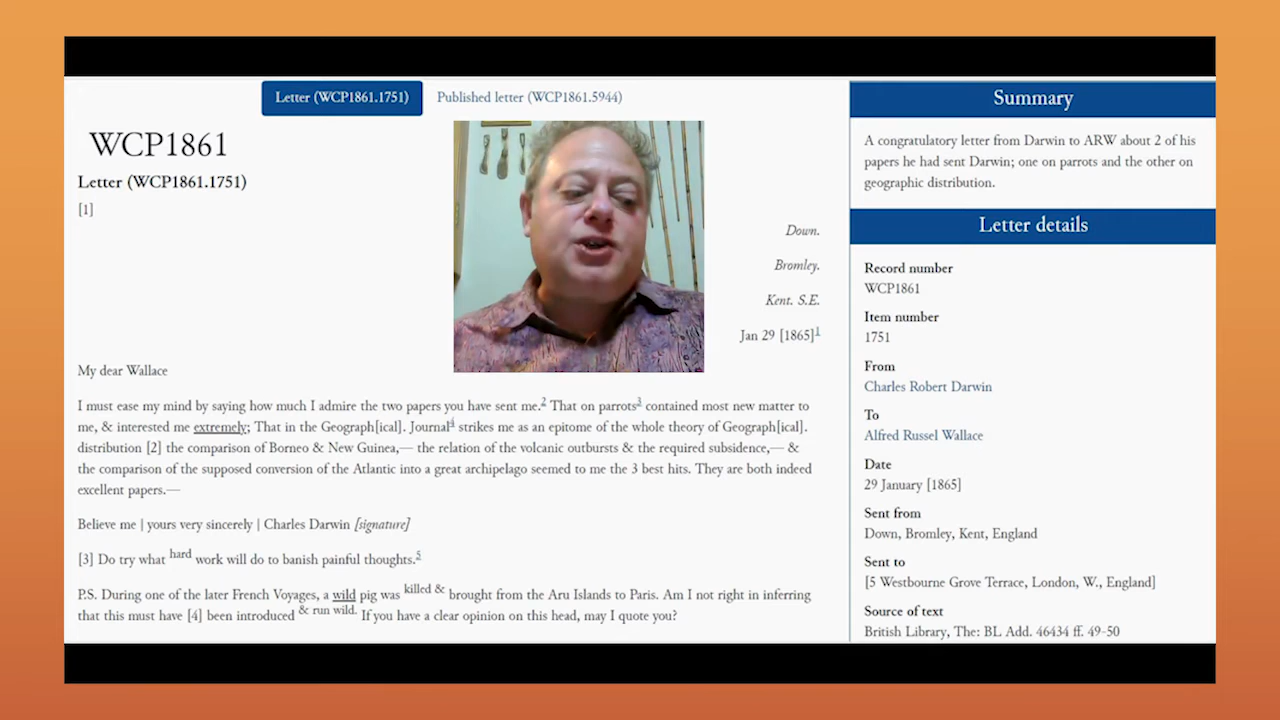 Letter (WCP1861.1751)
Published letter (WCP1861.5944)
WCP1861
Letter (WCP1861.1751)
[1]
Down.
Bromley.
Kent. S.E.
Jan 29 [1865]1
My dear Wallace
I must ease my mind by saying how much I admire the two papers you have sent me.2 That on parrots3 contained most new matter to
me, & interested me extremely; That in the Geograph[ical]. Journal4 strikes me as an epitome of the whole theory of Geograph[ical].
distribution [2] the comparison of Borneo & New Guinea,— the relation of the volcanic outbursts & the required subsidence,— &
the comparison of the supposed conversion of the Atlantic into a great archipelago seemed to me the 3 best hits. They are both indeed
excellent papers.—
Believe me | yours very sincerely | Charles Darwin [signature]
[3] Do try what hard work will do to banish painful thoughts.5
P.S. During one of the later French Voyages, a wild pig was killed & brought from the Aru Islands to Paris. Am I not right in inferring
that this must have [4] been introduced & run wild. If you have a clear opinion on this head, may I quote you?
Summary
A congratulatory letter from Darwin to ARW about 2 of his
papers he had sent Darwin; one on parrots and the other on
geographic distribution.
Letter details
Record number
WCP1861
Item number
1751
From
Charles Robert Darwin
To
Alfred Russel Wallace
Date
29 January [1865]
Sent from
Down, Bromley, Kent, England
Sent to
[5 Westbourne Grove Terrace, London, W., England]
Source of text
British Library, The: BL Add. 46434 ff. 49-50